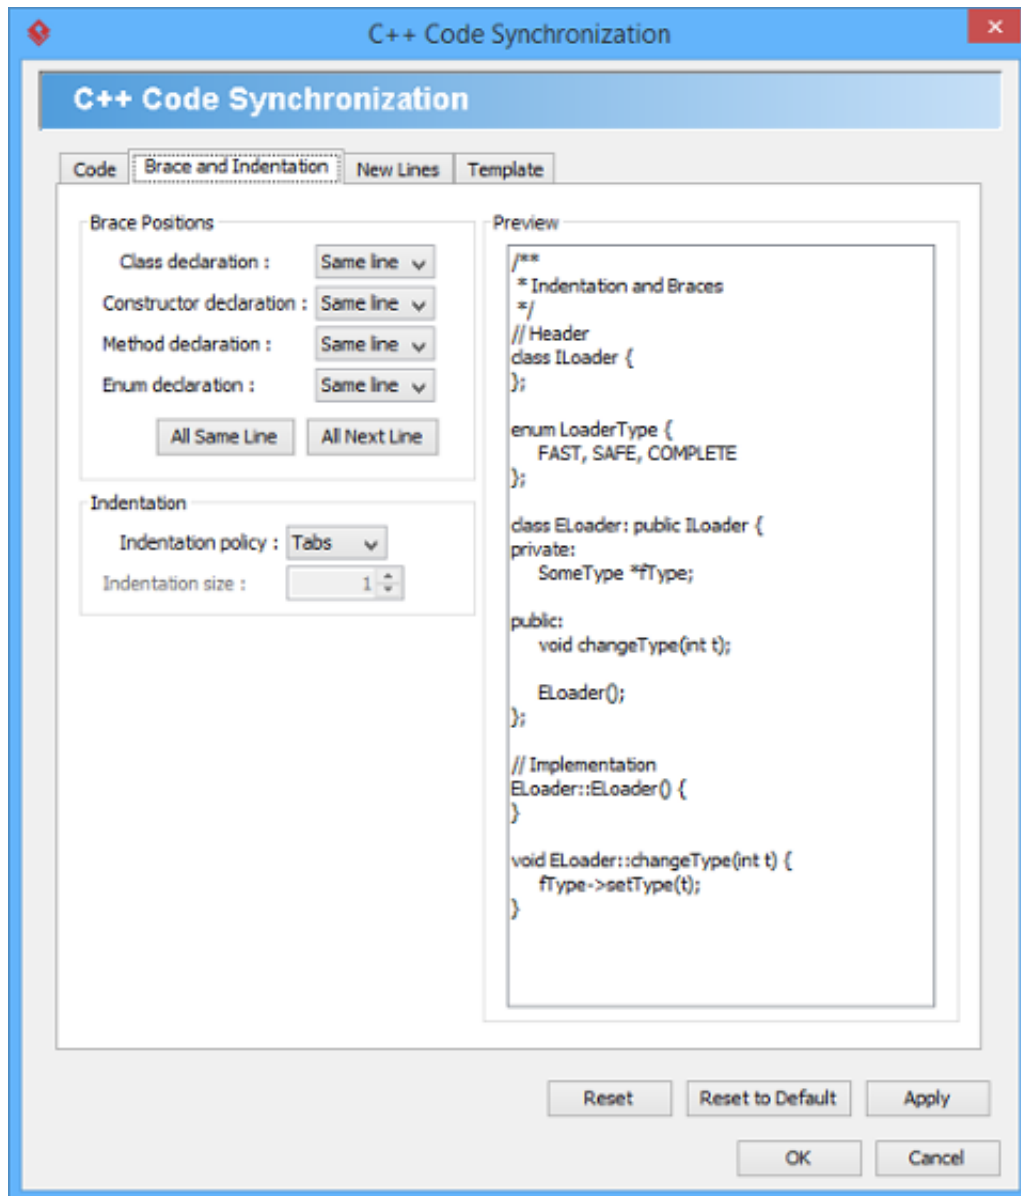 C++ Code Synchronization
C++ Code Synchronization
Code Brace and Indentation New Lines Template
Brace Positions
Class declaration : Same line
Constructor declaration : Same line
Method declaration : Same line
Enum declaration : Same line
All Same Line All Next Line
Indentation
Indentation policy : Tabs
Indentation size : 1
Preview
/**
* Indentation and Braces
*/
// Header
class ILoader {
};
enum LoaderType {
FAST, SAFE, COMPLETE
};
class ELoader: public ILoader {
private:
SomeType *fType;
public:
void changeType(int t);
ELoader();
};
// Implementation
ELoader::ELoader() {
}
void ELoader::changeType(int t) {
fType->setType(t);
}
Reset Reset to Default Apply
OK Cancel